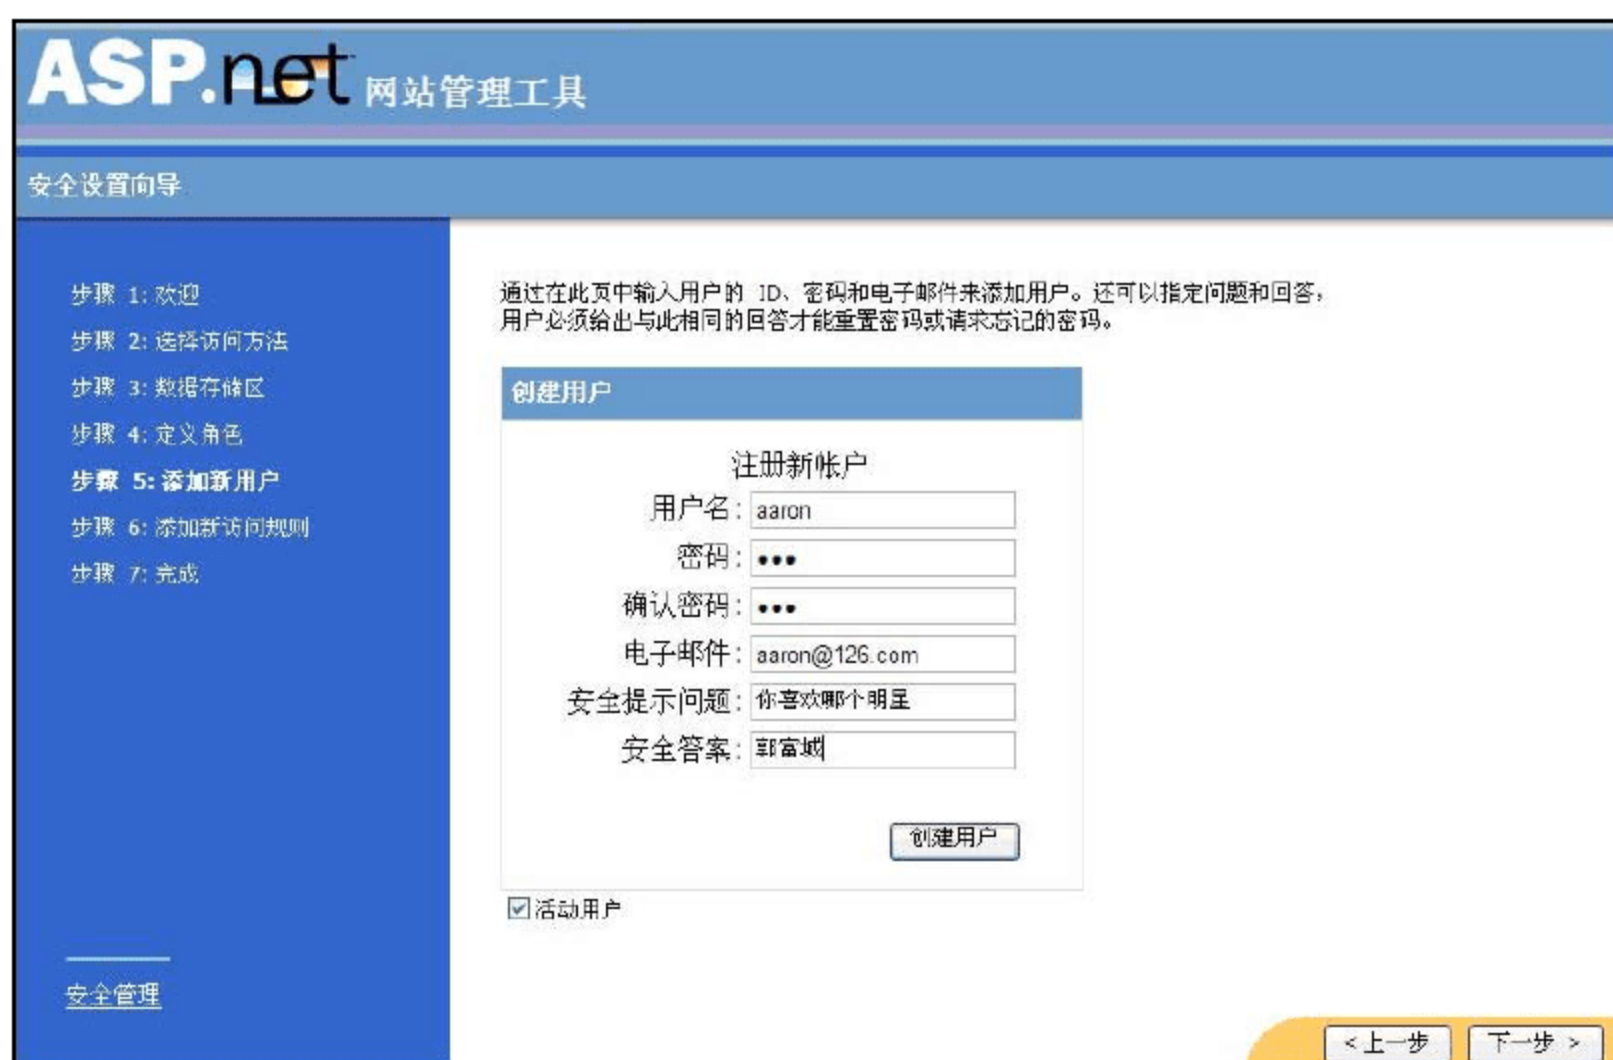 ASP.net 网站管理工具
安全设置向导
步骤 1: 欢迎
步骤 2: 选择访问方法
步骤 3: 数据存储区
步骤 4: 定义角色
步骤 5: 添加新用户
步骤 6: 添加新访问规则
步骤 7: 完成
安全管理
通过在此页中输入用户的 ID、密码和电子邮件来添加用户。还可以指定问题和回答，
用户必须给出与此相同的回答才能重置密码或请求忘记的密码。
创建用户
注册新帐户
用户名: aaron
密码: •••
确认密码: •••
电子邮件: aaron@126.com
安全提示问题: 你喜欢哪个明星
安全答案: 郭富城
创建用户
活动用户
< 上一步 下一步 >